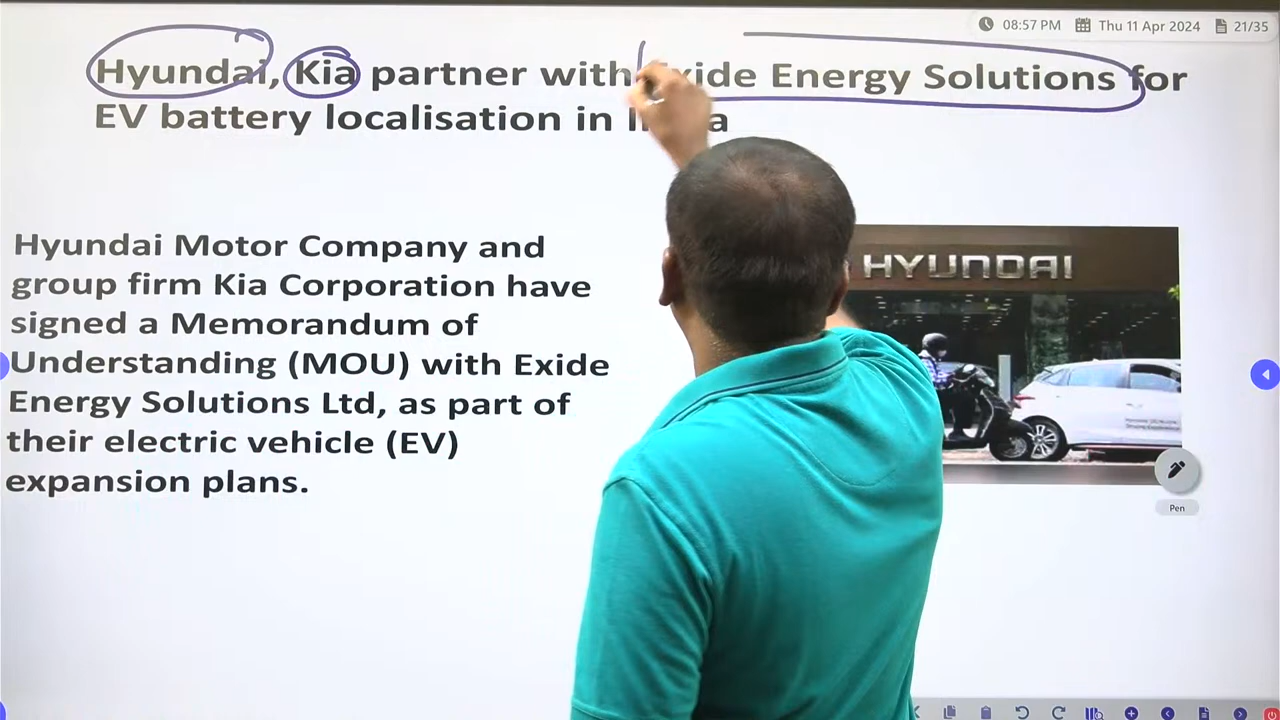 08:57 PM Thu 11 Apr 2024 21/35
Hyundai, Kia partner with Exide Energy Solutions for
EV battery localisation in
Hyundai Motor Company and
group firm Kia Corporation have
signed a Memorandum of
Understanding (MOU) with Exide
Energy Solutions Ltd, as part of
their electric vehicle (EV)
expansion plans.
HYUNDAI
Pen